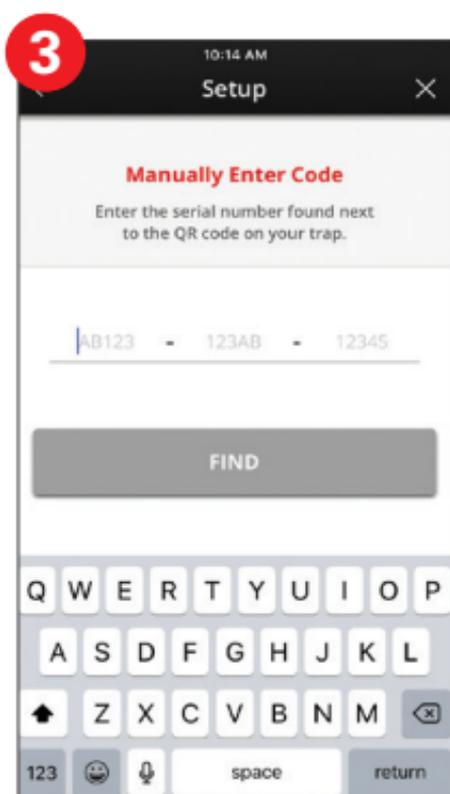 3
10:14 AM
Setup
Manually Enter Code
Enter the serial number found next
to the QR code on your trap.
AB123 - 123AB - 12345
FIND
Q W E R T Y U I O P
A S D F G H J K L
Z X C V B N M
123 space return